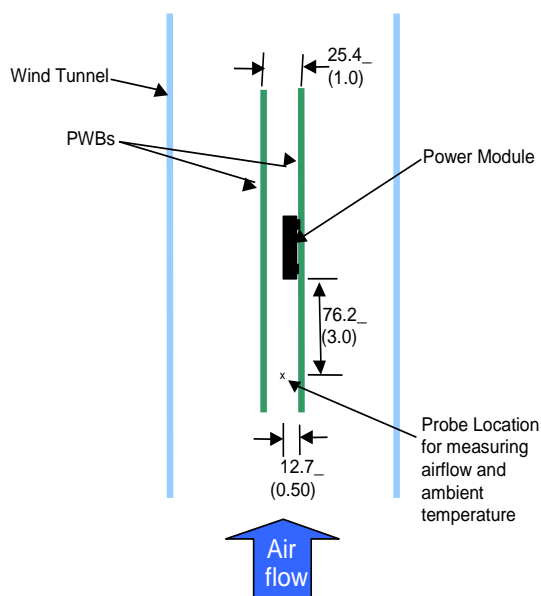 25.4_
(1.0)
Wind Tunnel
PWBs
Power Module
76.2_
(3.0)
x
Probe Location
for measuring
airflow and
ambient
temperature
12.7_
(0.50)
Air
flow